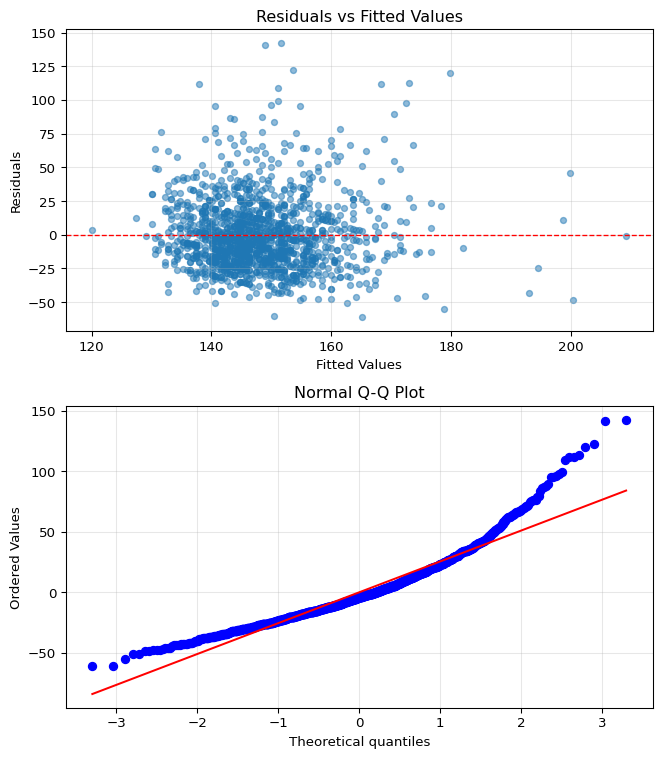 Residuals vs Fitted Values
150
125
100
75
50
25
0
−25
−50
Residuals
120 140 160 180 200
Fitted Values
Normal Q-Q Plot
150
100
50
0
−50
Ordered Values
−3 −2 −1 0 1 2 3
Theoretical quantiles